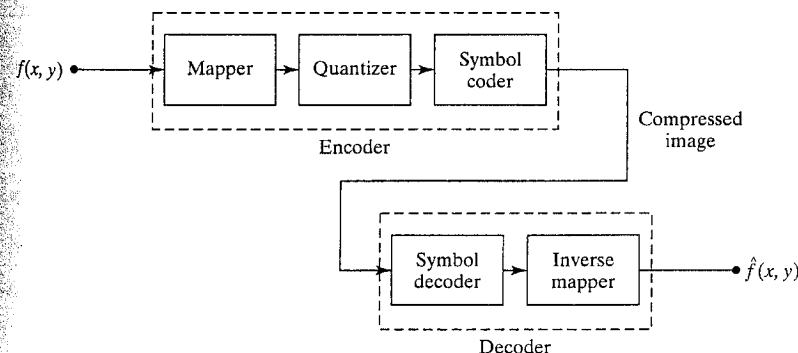 f(x, y)
Mapper
Quantizer
Symbol
coder
Encoder
Compressed
image
Symbol
decoder
Inverse
mapper
f̂(x, y)
Decoder